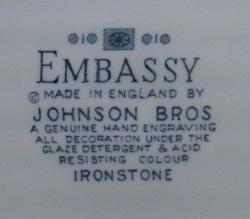 EMBASSY
© MADE IN ENGLAND BY
JOHNSON BROS
A GENUINE HAND ENGRAVING
ALL DECORATION UNDER THE
GLAZE DETERGENT & ACID
RESISTING COLOUR
IRONSTONE